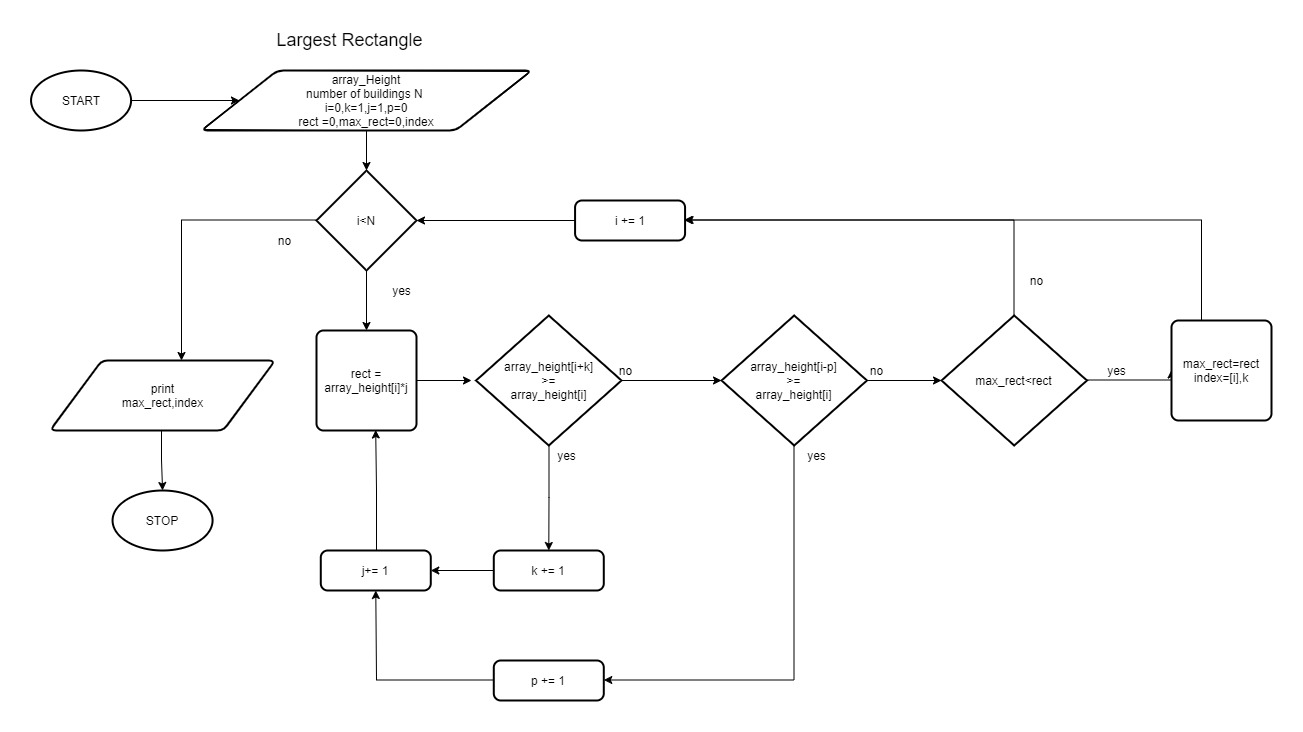 Largest Rectangle
START
array_Height
number of buildings N
i=0,k=1,j=1,p=0
rect =0,max_rect=0,index
i<N
i += 1
no
yes
no
rect =
array_height[i]*j
array_height[i+k]
>=
array_height[i]
no
array_height[i-p]
>=
array_height[i]
no
max_rect<rect
yes
max_rect=rect
index=[i],k
print
max_rect,index
yes
yes
STOP
j+= 1
k += 1
p += 1